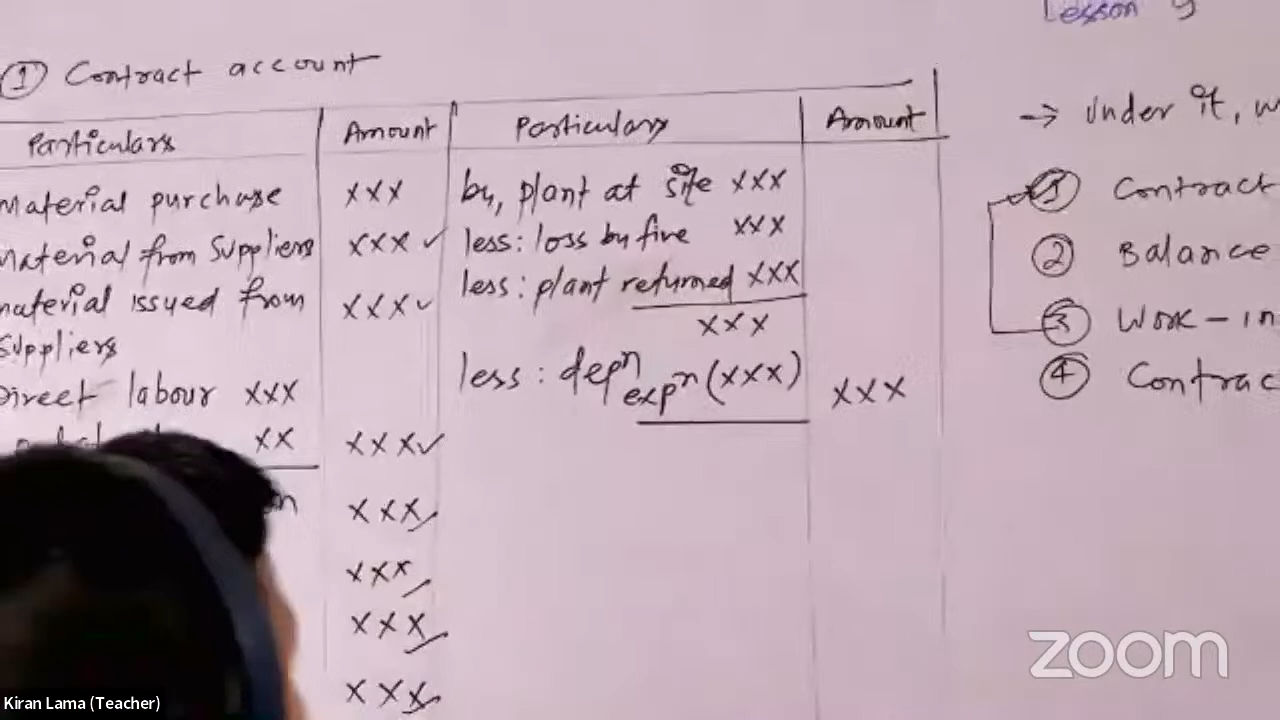 Lesson 9
① Contract account
Particulars Amount Particulars Amount
Material purchase xxx
Material from Suppliers xxx ✓
Material issued from xxx ✓
Suppliers
Direct labour xxx
xx xxx ✓
xxx
xxx
xxx
xxx
by, plant at site xxx
less: loss by fire xxx
less: plant returned xxx
xxx
less: depⁿ expⁿ (xxx) xxx
→ Under it, w
① Contract
② Balance
③ Work-in
④ Contrac
Kiran Lama (Teacher)
zoom